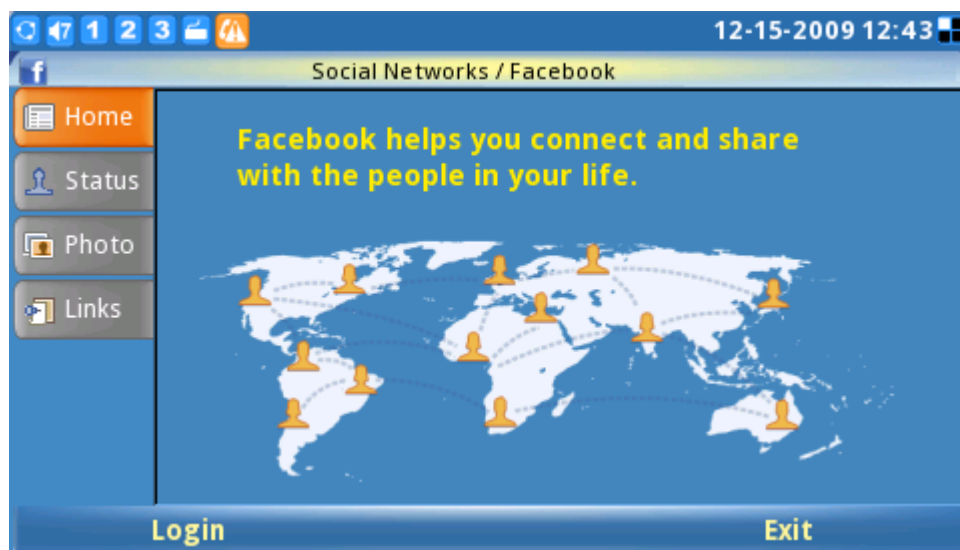 7 1 2 3 12-15-2009 12:43
f Social Networks / Facebook
Home
Status
Photo
Links
Facebook helps you connect and share
with the people in your life.
Login Exit